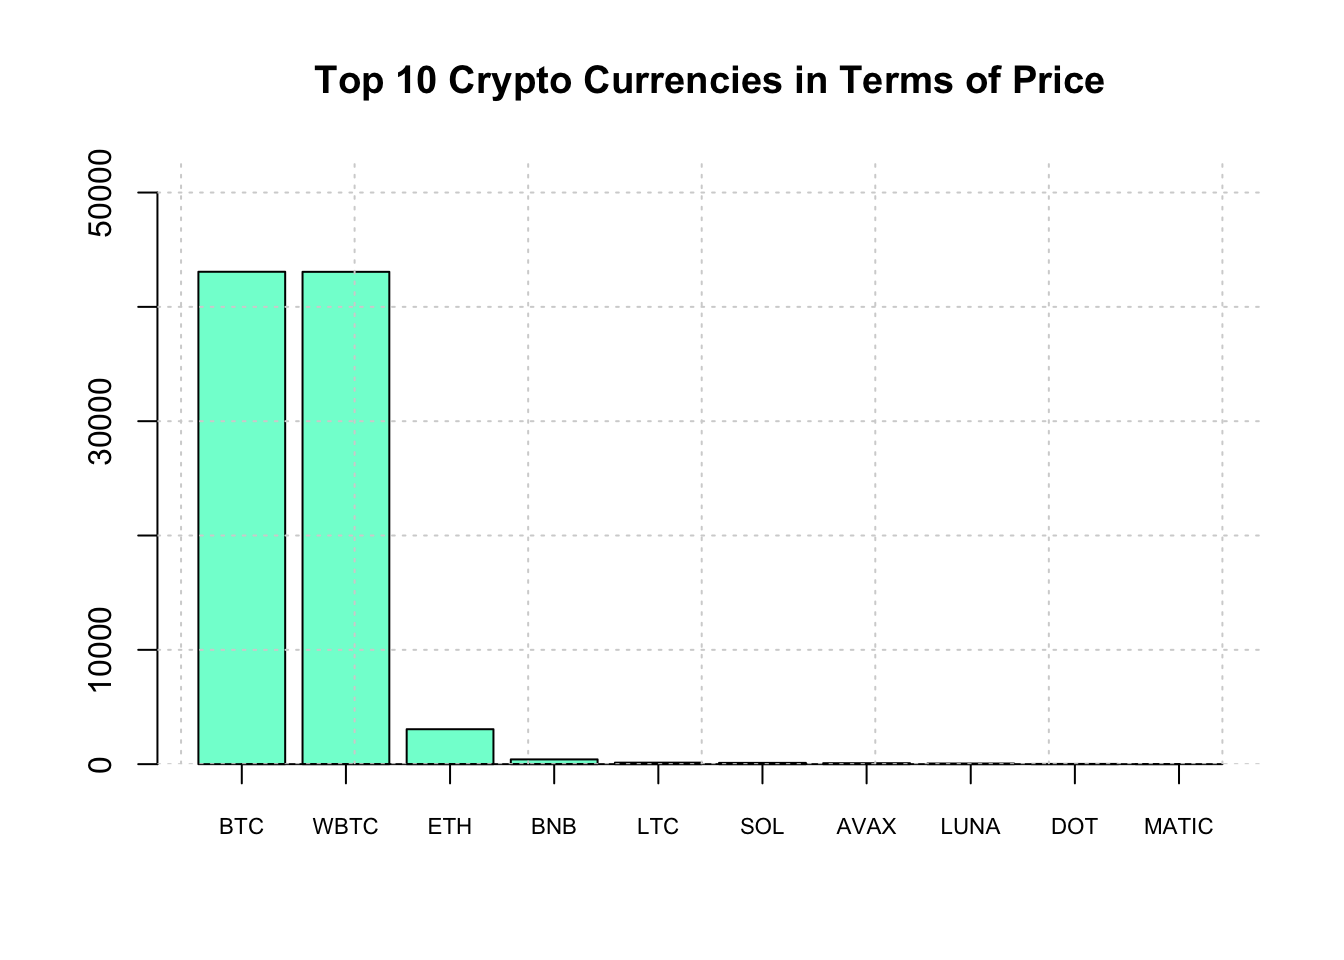 Top 10 Crypto Currencies in Terms of Price
50000
30000
10000
0
BTC WBTC ETH BNB LTC SOL AVAX LUNA DOT MATIC